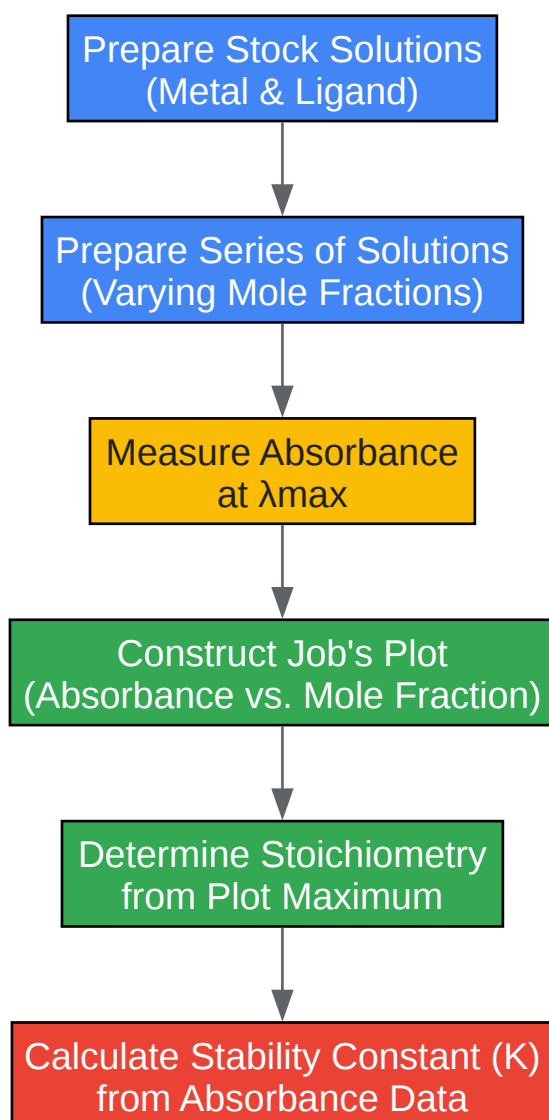 Prepare Stock Solutions
(Metal & Ligand)
Prepare Series of Solutions
(Varying Mole Fractions)
Measure Absorbance
at λmax
Construct Job's Plot
(Absorbance vs. Mole Fraction)
Determine Stoichiometry
from Plot Maximum
Calculate Stability Constant (K)
from Absorbance Data